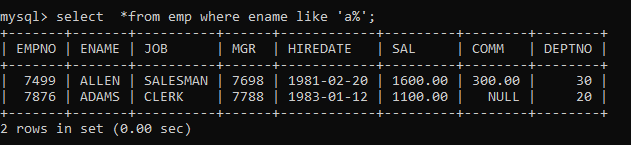 mysql> select  *from emp where ename like 'a%';
+-------+-------+----------+------+------------+---------+--------+--------+
| EMPNO | ENAME | JOB      | MGR  | HIREDATE   | SAL     | COMM   | DEPTNO |
+-------+-------+----------+------+------------+---------+--------+--------+
|  7499 | ALLEN | SALESMAN | 7698 | 1981-02-20 | 1600.00 | 300.00 |     30 |
|  7876 | ADAMS | CLERK    | 7788 | 1983-01-12 | 1100.00 |   NULL |     20 |
+-------+-------+----------+------+------------+---------+--------+--------+
2 rows in set (0.00 sec)